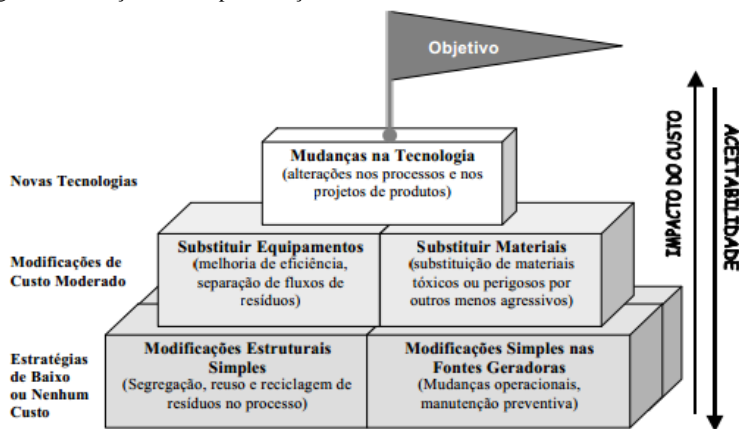 Objetivo
Mudanças na Tecnologia
(alterações nos processos e nos
projetos de produtos)
Novas Tecnologias
Substituir Equipamentos
(melhoria de eficiência,
separação de fluxos de
resíduos)
Substituir Materiais
(substituição de materiais
tóxicos ou perigosos por
outros menos agressivos)
Modificações de
Custo Moderado
Modificações Estruturais
Simples
(Segregação, reuso e reciclagem de
resíduos no processo)
Modificações Simples nas
Fontes Geradoras
(Mudanças operacionais,
manutenção preventiva)
Estratégias
de Baixo
ou Nenhum
Custo
IMPACTO DO CUSTO
ACEITABILIDADE